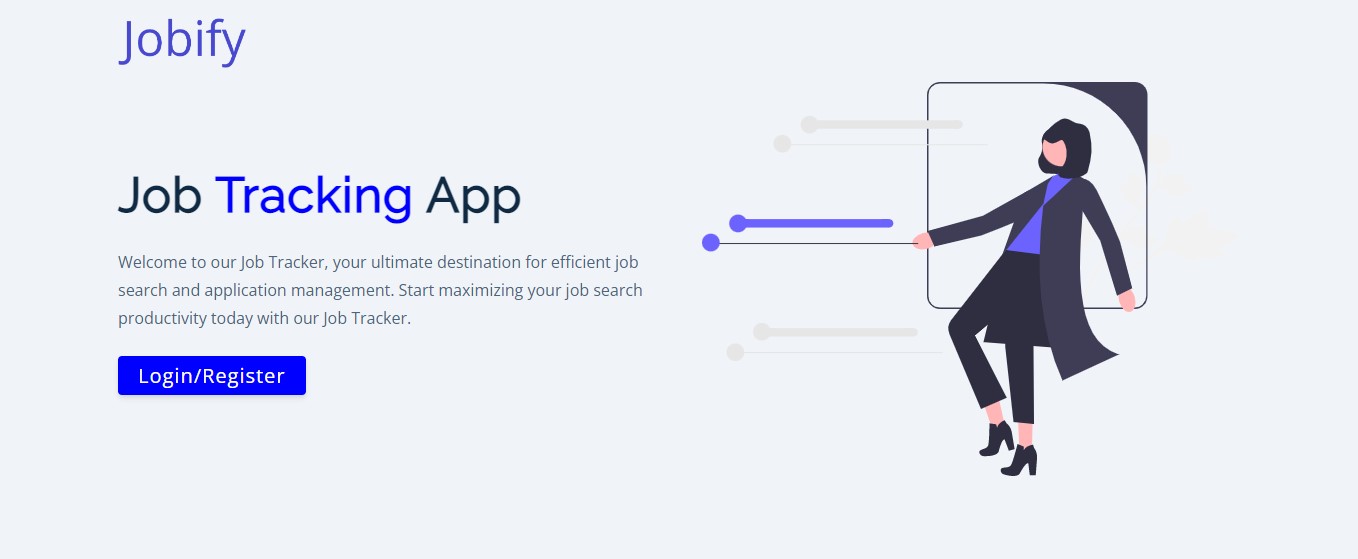 Jobify
Job Tracking App
Welcome to our Job Tracker, your ultimate destination for efficient job
search and application management. Start maximizing your job search
productivity today with our Job Tracker.
Login/Register